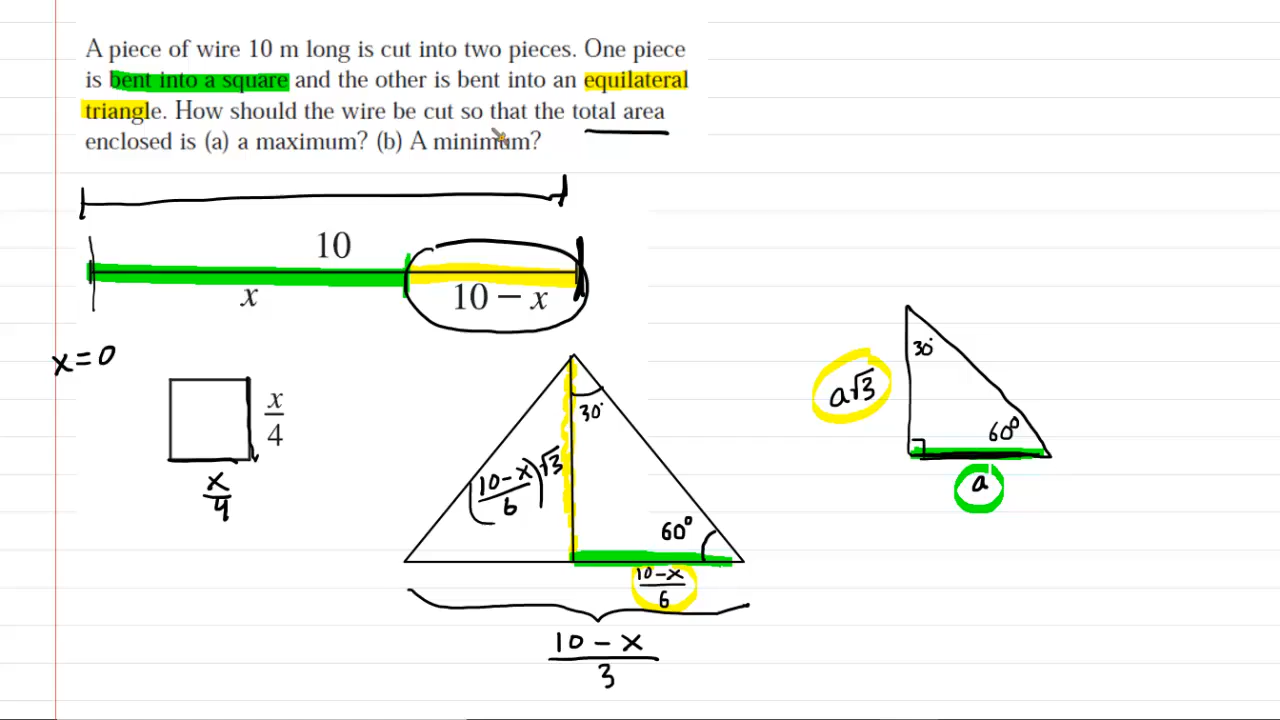 A piece of wire 10 m long is cut into two pieces. One piece
is bent into a square and the other is bent into an equilateral
triangle. How should the wire be cut so that the total area
enclosed is (a) a maximum? (b) A minimum?
10
x
10 − x
x=0
x/4
x/4
((10-x)/6)√3
30°
60°
(10-x)/6
(10-x)/3
30°
a√3
60°
a